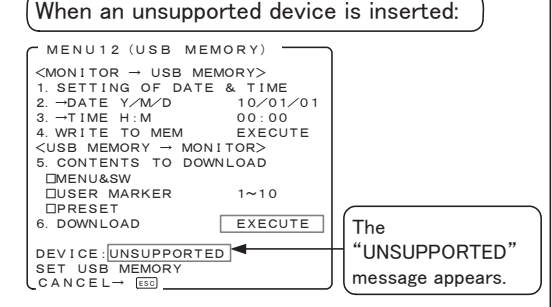 When an unsupported device is inserted:
MENU12 (USB MEMORY)
<MONITOR → USB MEMORY>
1. SETTING OF DATE & TIME
2. →DATE Y/M/D 10/01/01
3. →TIME H:M 00:00
4. WRITE TO MEM EXECUTE
<USB MEMORY → MONITOR>
5. CONTENTS TO DOWNLOAD
□MENU&SW
□USER MARKER 1~10
□PRESET
6. DOWNLOAD EXECUTE
DEVICE:UNSUPPORTED
SET USB MEMORY
CANCEL→ ESC
The
“UNSUPPORTED”
message appears.